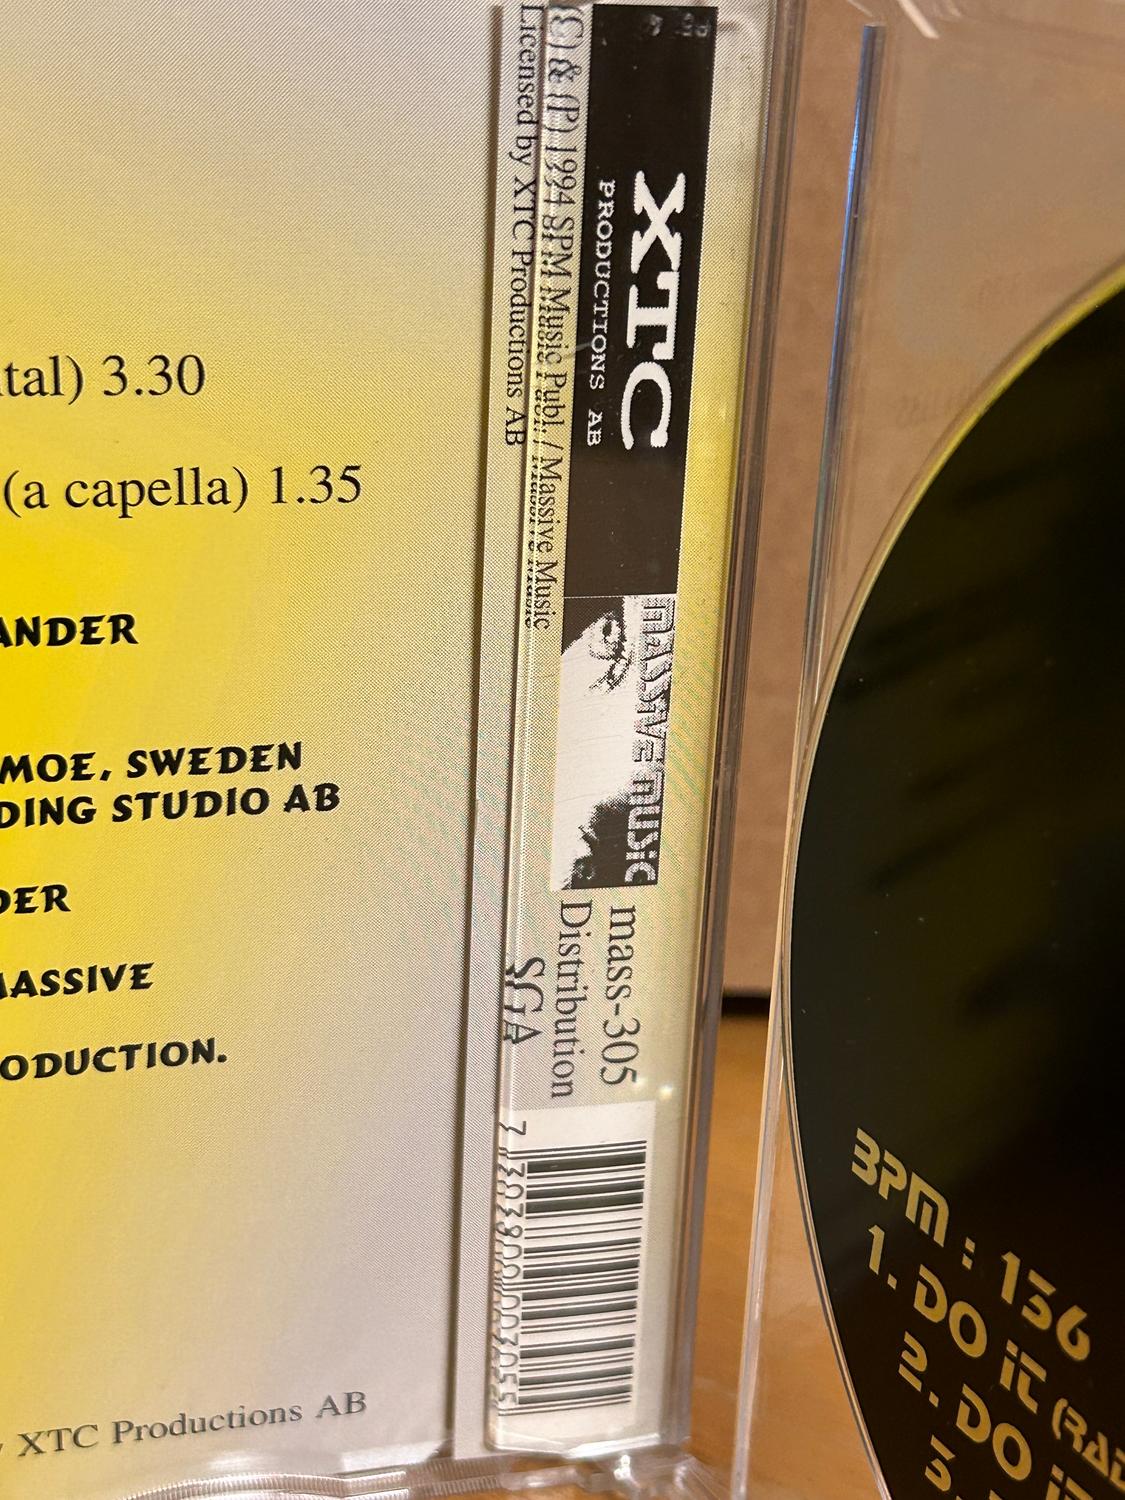 tal) 3.30
(a capella) 1.35
ANDER
MOE, SWEDEN
DING STUDIO AB
DER
MASSIVE
ODUCTION.
XTC Productions AB
XTC
PRODUCTIONS AB
(C) & (P) 1994 SPM Music Publ. / Massive Music
Licensed by XTC Productions AB
MASSIVE MUSIC
mass-305
Distribution
SGA
BPM : 136
1. DO iT (RAD
2. DO iT
3.